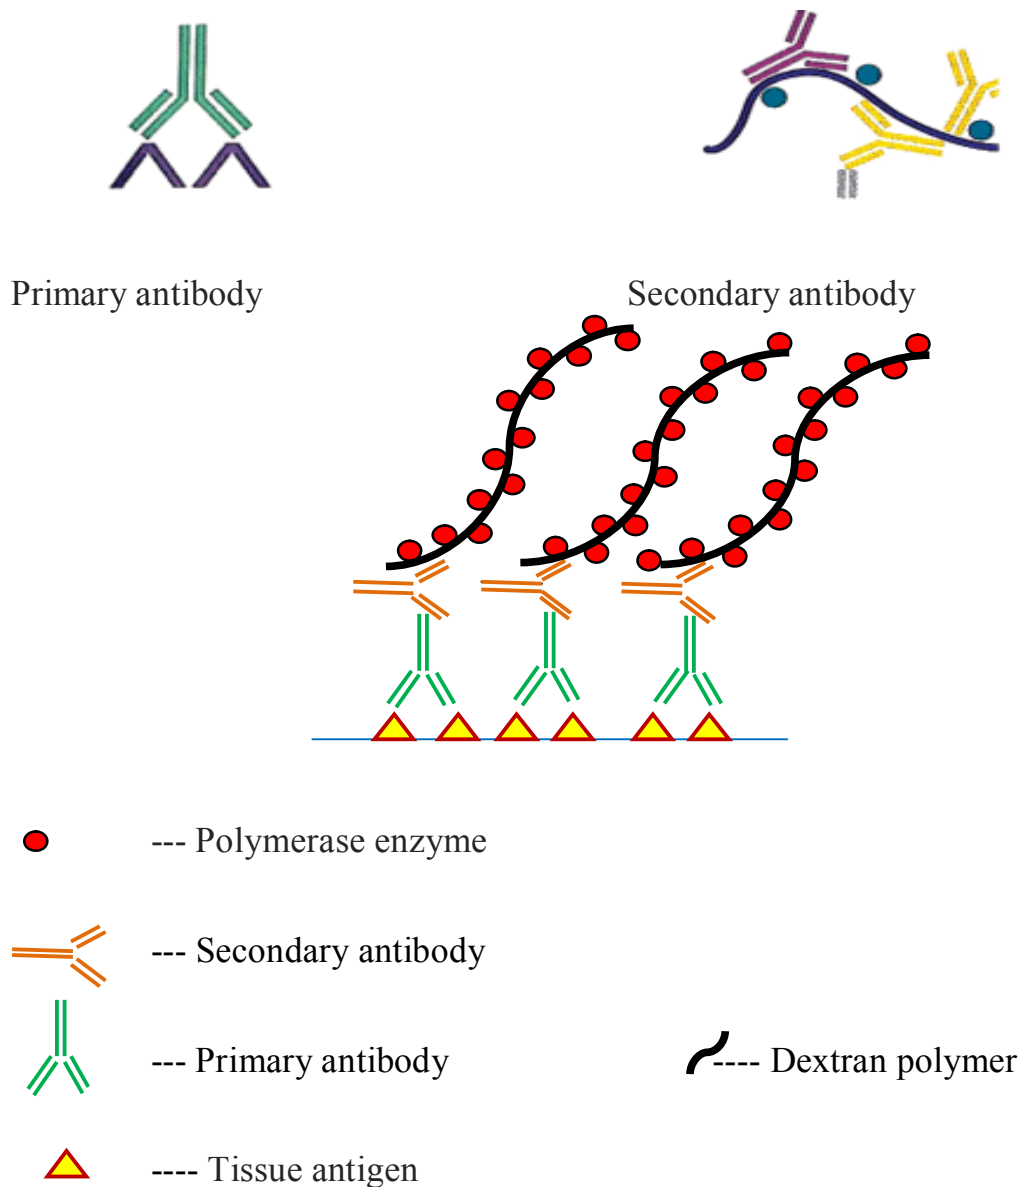 Primary antibody
Secondary antibody
--- Polymerase enzyme
--- Secondary antibody
--- Primary antibody
---- Dextran polymer
---- Tissue antigen